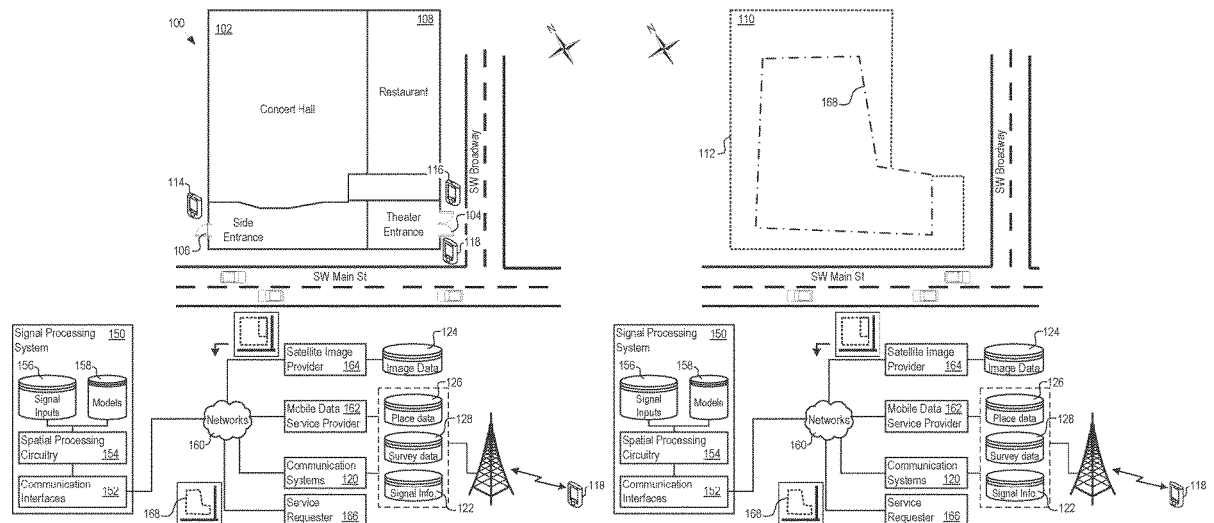 100
102
108
N
Concert Hall
Restaurant
SW Broadway
114
116
Side
Entrance
Theater
Entrance
104
106
118
SW Main St
N
110
168
112
SW Broadway
SW Main St
Signal Processing 150
System
156
158
Signal
Inputs
Models
Spatial Processing
Circuitry
154
Communication
Interfaces 152
Networks
160
168
Satellite Image
Provider 164
124
Image Data
Mobile Data 162
Service Provider
126
Place data
128
Survey data
Communication
Systems 120
Signal Info.
122
Service
Requester 166
118
Signal Processing 150
System
156
158
Signal
Inputs
Models
Spatial Processing
Circuitry
154
Communication
Interfaces 152
Networks
160
168
Satellite Image
Provider 164
124
Image Data
Mobile Data 162
Service Provider
126
Place data
128
Survey data
Communication
Systems 120
Signal Info.
122
Service
Requester 166
118